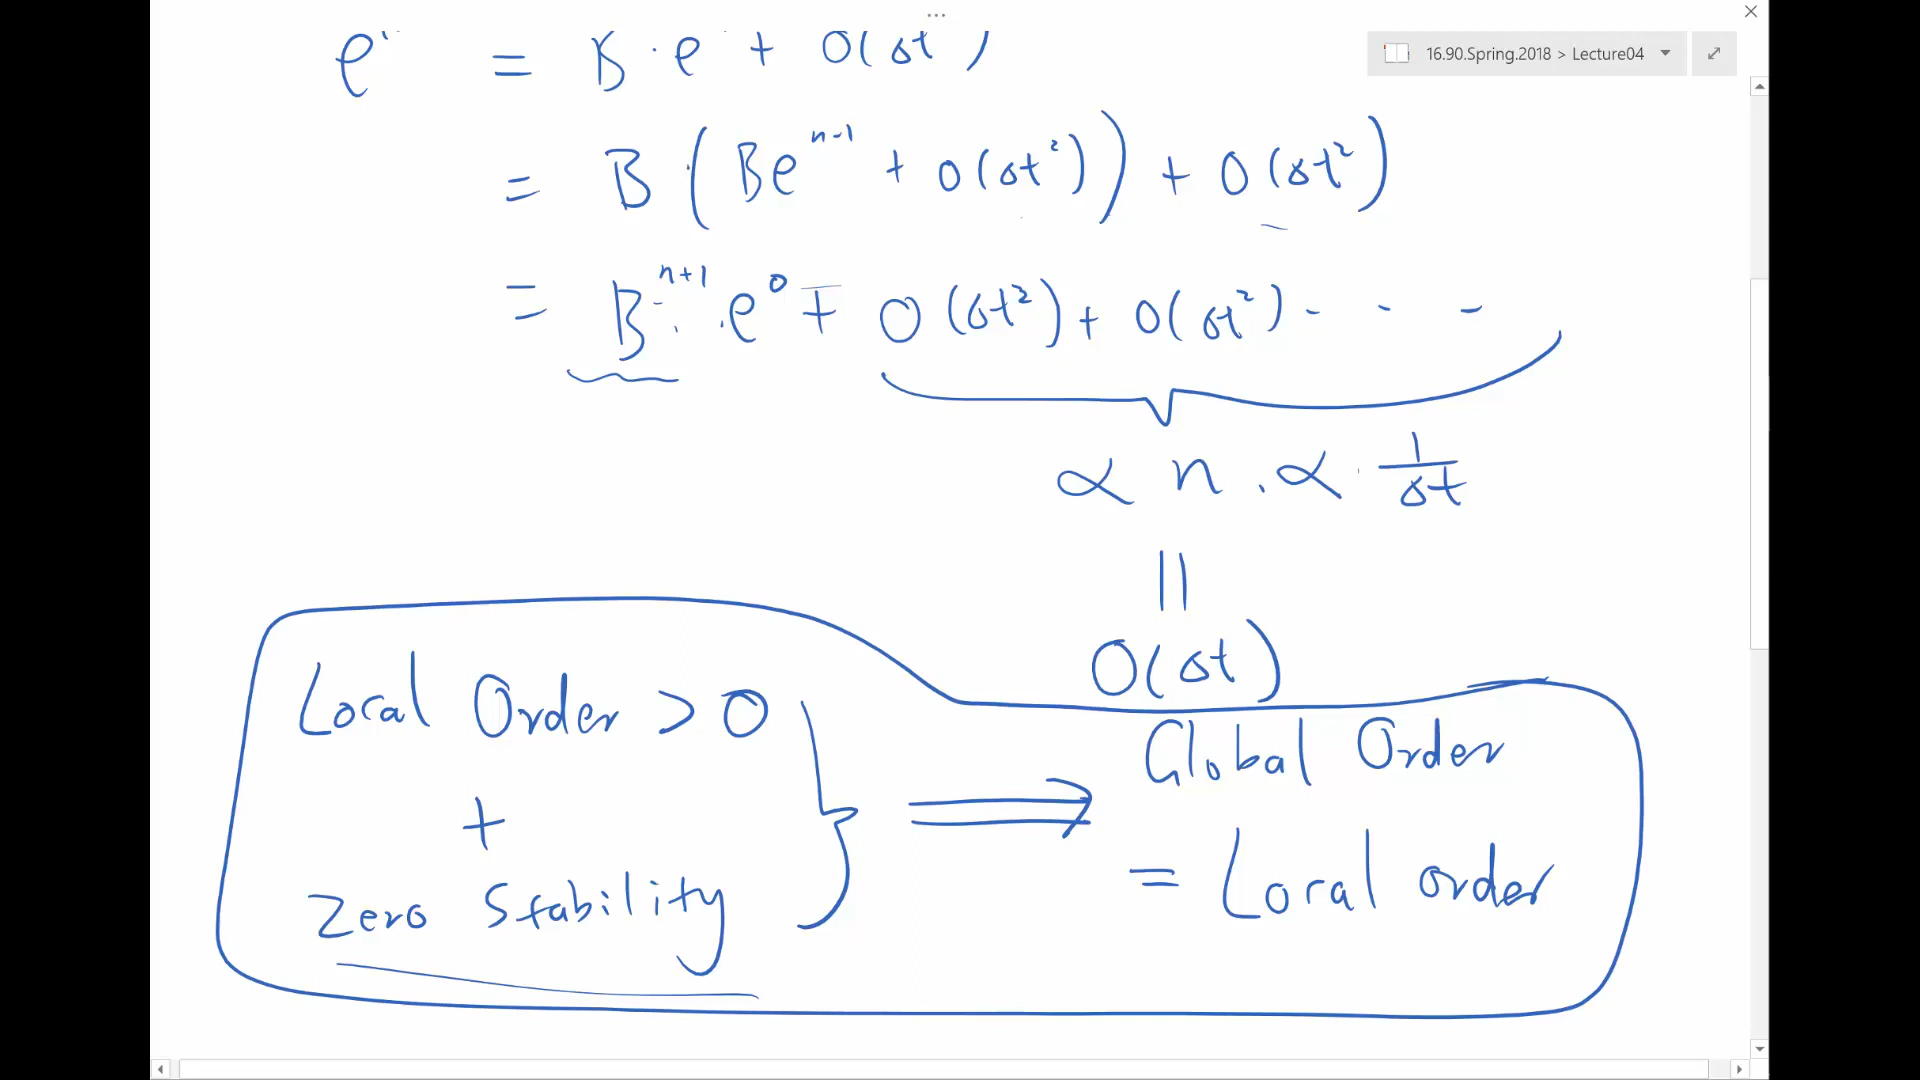 16.90.Spring.2018 > Lecture04
e = B · e + O(Δt )
= B · (Be^{n-1} + O(Δt²)) + O(Δt²)
= B^{n+1} · e⁰ + O(Δt²) + O(Δt²) - - -
∝ n . ∝ 1/Δt
||
O(Δt)
Local Order > 0
+
Zero Stability
⟹
Global Order
= Local order